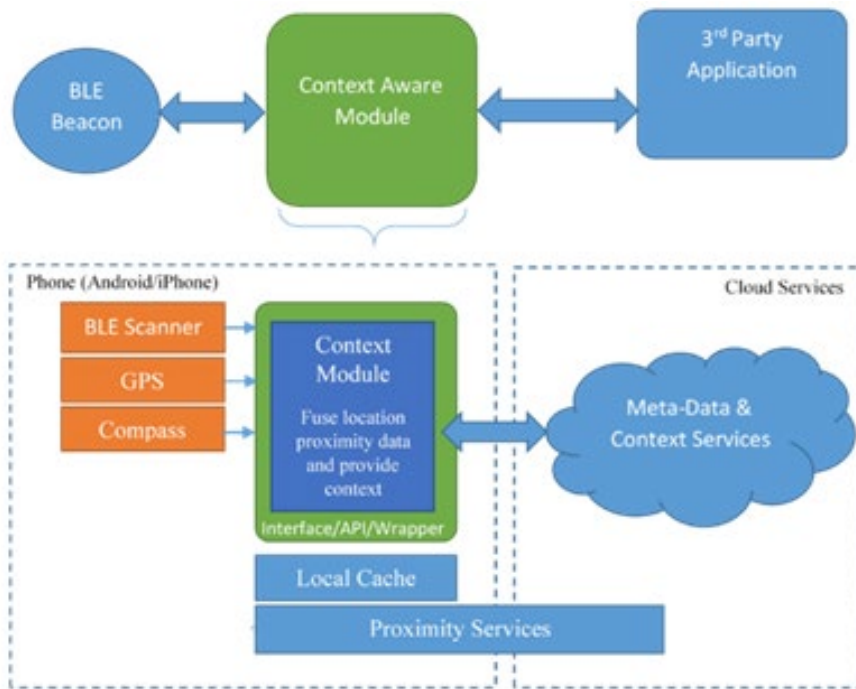 BLE
Beacon
Context Aware
Module
3rd Party
Application
Phone (Android/iPhone)
Cloud Services
BLE Scanner
GPS
Compass
Context
Module
Fuse location
proximity data
and provide
context
Interface/API/Wrapper
Meta-Data &
Context Services
Local Cache
Proximity Services